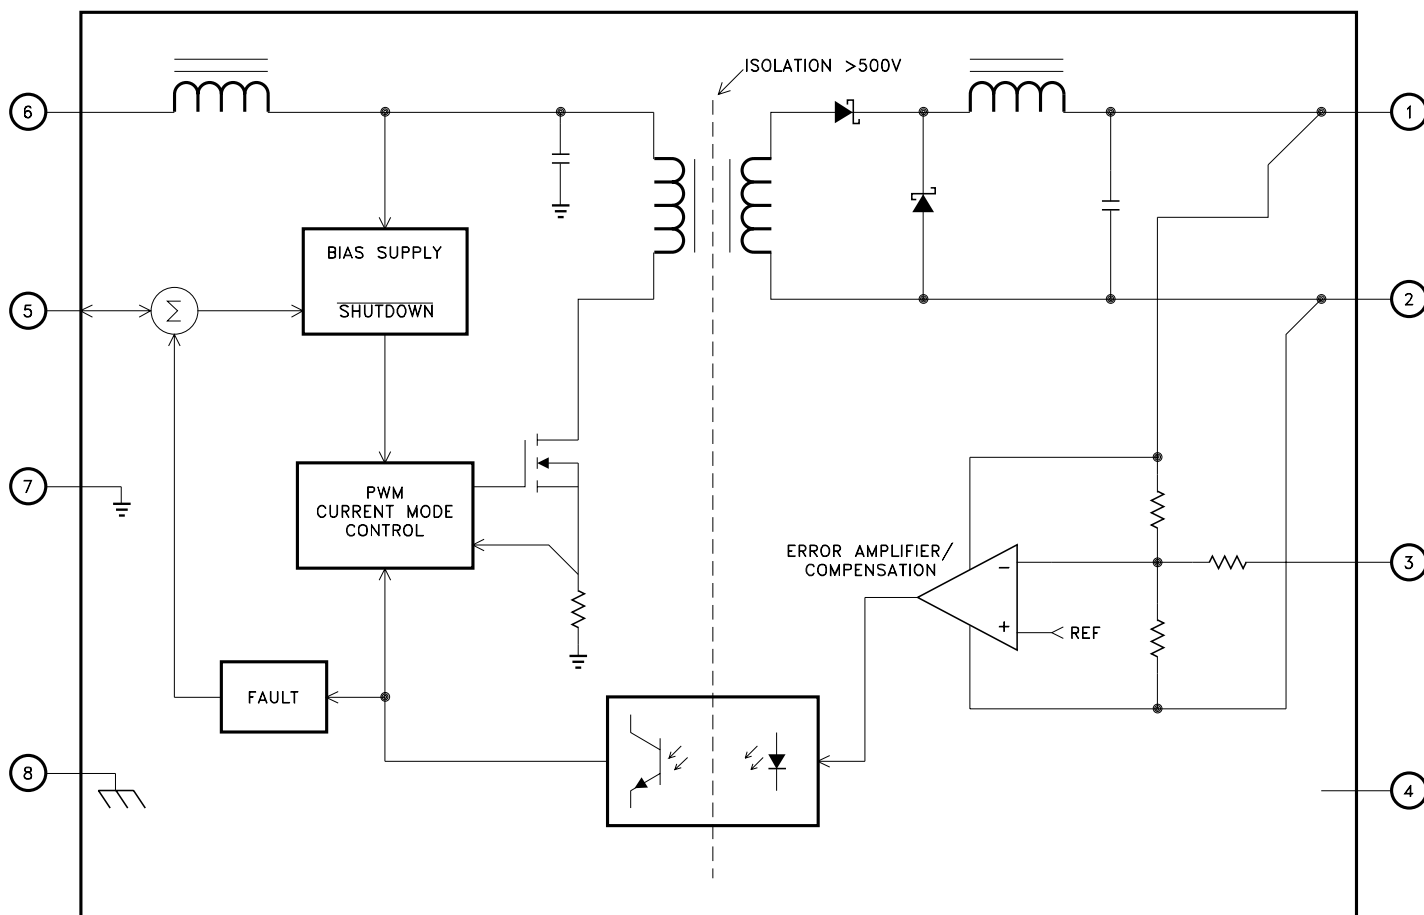 ISOLATION >500V
6
1
BIAS SUPPLY
SHUTDOWN
5
Σ
2
7
PWM
CURRENT MODE
CONTROL
ERROR AMPLIFIER/
COMPENSATION
−
3
+
REF
FAULT
8
4